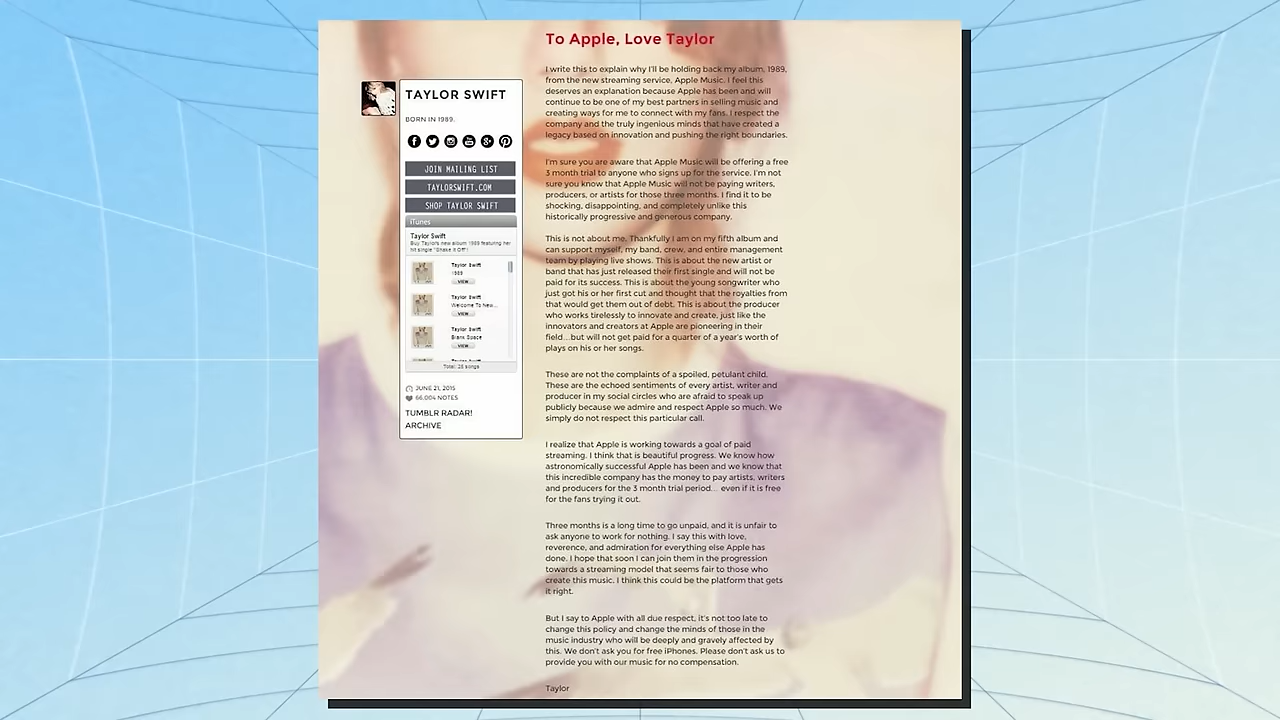 To Apple, Love Taylor
I write this to explain why I'll be holding back my album, 1989,
from the new streaming service, Apple Music. I feel this
deserves an explanation because Apple has been and will
continue to be one of my best partners in selling music and
creating ways for me to connect with my fans. I respect the
company and the truly ingenious minds that have created a
legacy based on innovation and pushing the right boundaries.
I'm sure you are aware that Apple Music will be offering a free
3 month trial to anyone who signs up for the service. I'm not
sure you know that Apple Music will not be paying writers,
producers, or artists for those three months. I find it to be
shocking, disappointing, and completely unlike this
historically progressive and generous company.
This is not about me. Thankfully I am on my fifth album and
can support myself, my band, crew, and entire management
team by playing live shows. This is about the new artist or
band that has just released their first single and will not be
paid for its success. This is about the young songwriter who
just got his or her first cut and thought that the royalties from
that would get them out of debt. This is about the producer
who works tirelessly to innovate and create, just like the
innovators and creators at Apple are pioneering in their
field...but will not get paid for a quarter of a year's worth of
plays on his or her songs.
These are not the complaints of a spoiled, petulant child.
These are the echoed sentiments of every artist, writer and
producer in my social circles who are afraid to speak up
publicly because we admire and respect Apple so much. We
simply do not respect this particular call.
I realize that Apple is working towards a goal of paid
streaming. I think that is beautiful progress. We know how
astronomically successful Apple has been and we know that
this incredible company has the money to pay artists, writers
and producers for the 3 month trial period... even if it is free
for the fans trying it out.
Three months is a long time to go unpaid, and it is unfair to
ask anyone to work for nothing. I say this with love,
reverence, and admiration for everything else Apple has
done. I hope that soon I can join them in the progression
towards a streaming model that seems fair to those who
create this music. I think this could be the platform that gets
it right.
But I say to Apple with all due respect, it's not too late to
change this policy and change the minds of those in the
music industry who will be deeply and gravely affected by
this. We don't ask you for free iPhones. Please don't ask us to
provide you with our music for no compensation.
Taylor
TAYLOR SWIFT
BORN IN 1989.
JOIN MAILING LIST
TAYLORSWIFT.COM
SHOP TAYLOR SWIFT
iTunes
Taylor Swift
Buy Taylor's new album 1989 featuring her
hit single "Shake It Off"!
Taylor Swift
1989
VIEW
Taylor Swift
Welcome To New...
VIEW
Taylor Swift
Blank Space
VIEW
Total: 28 songs
JUNE 21, 2015
66,004 NOTES
TUMBLR RADAR!
ARCHIVE